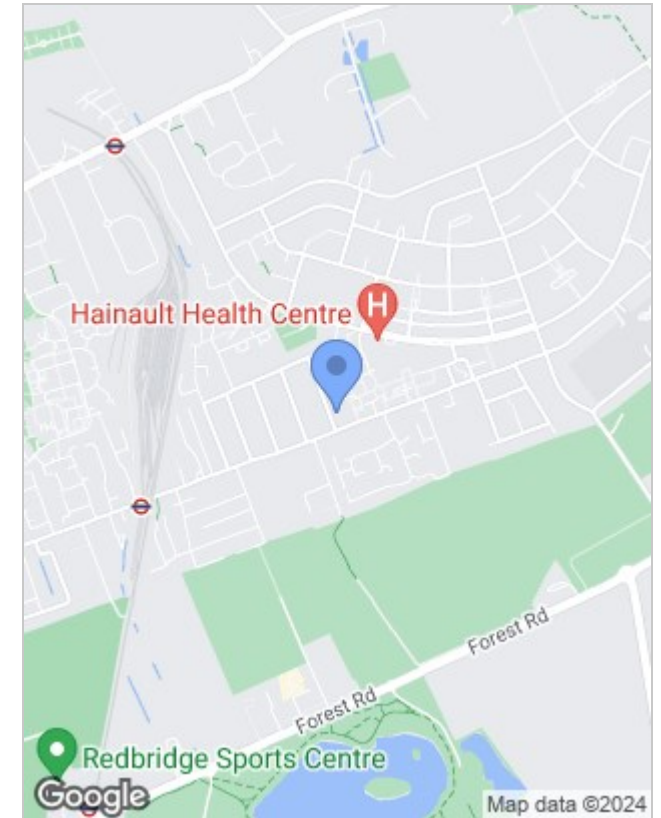 Hainault Health Centre
H
Forest Rd
Forest Rd
Redbridge Sports Centre
Google
Map data ©2024